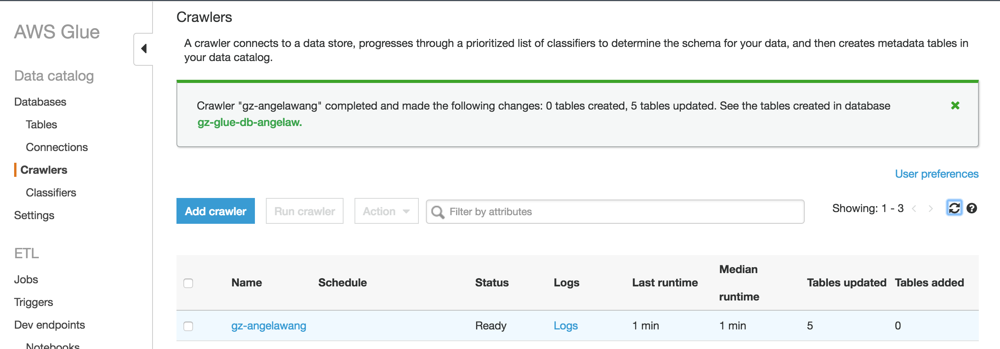 AWS Glue
Data catalog
Databases
Tables
Connections
Crawlers
Classifiers
Settings
ETL
Jobs
Triggers
Dev endpoints
Notebooks
Crawlers
A crawler connects to a data store, progresses through a prioritized list of classifiers to determine the schema for your data, and then creates metadata tables in
your data catalog.
Crawler "gz-angelawang" completed and made the following changes: 0 tables created, 5 tables updated. See the tables created in database
gz-glue-db-angelaw.
User preferences
Add crawler Run crawler Action Filter by attributes Showing: 1 - 3
Name Schedule Status Logs Last runtime Median runtime Tables updated Tables added
gz-angelawang Ready Logs 1 min 1 min 5 0